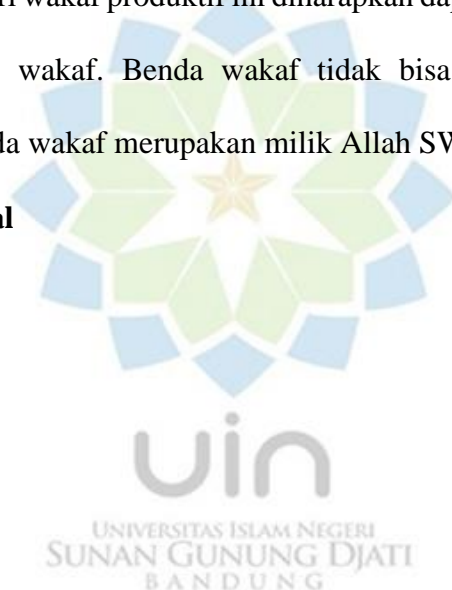 ri wakaf produktif ini diharapkan da
wakaf. Benda wakaf tidak bisa
da wakaf merupakan milik Allah SW
al
uin
UNIVERSITAS ISLAM NEGERI
SUNAN GUNUNG DJATI
BANDUNG